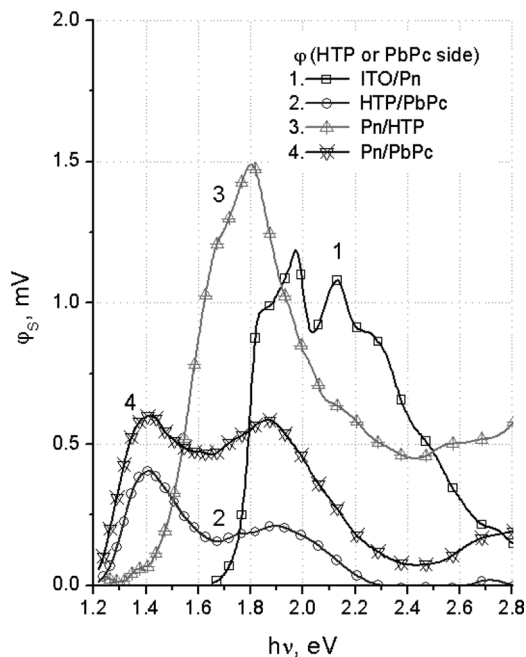 2.0
1.5
1.0
0.5
0.0
φS, mV
φ (HTP or PbPc side)
1. ITO/Pn
2. HTP/PbPc
3. Pn/HTP
4. Pn/PbPc
3
1
4
2
1.2 1.4 1.6 1.8 2.0 2.2 2.4 2.6 2.8
hν, eV